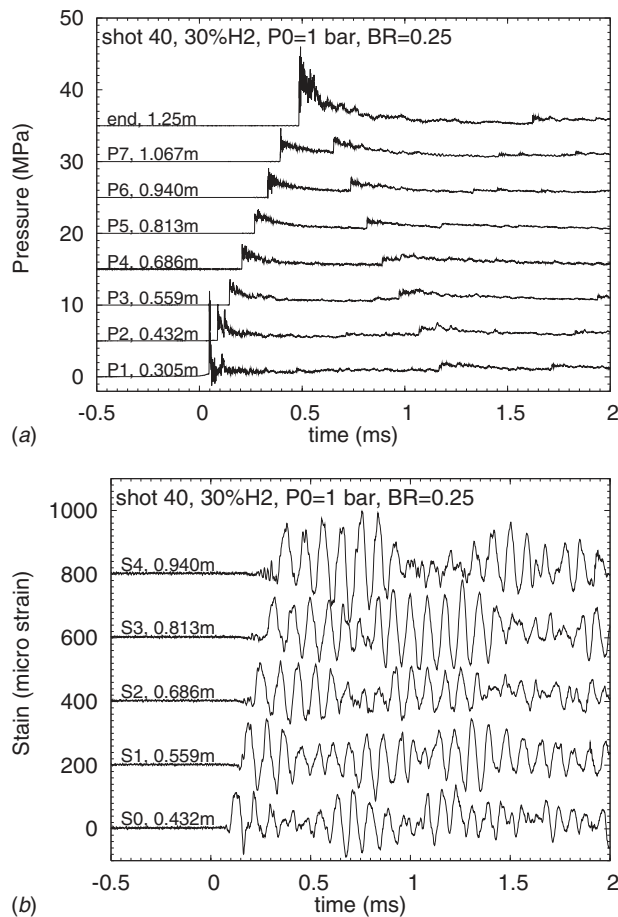 shot 40, 30%H2, P0=1 bar, BR=0.25
50
40
30
20
10
0
Pressure (MPa)
end, 1.25m
P7, 1.067m
P6, 0.940m
P5, 0.813m
P4, 0.686m
P3, 0.559m
P2, 0.432m
P1, 0.305m
-0.5 0 0.5 1 1.5 2
(a) time (ms)
shot 40, 30%H2, P0=1 bar, BR=0.25
1000
800
600
400
200
0
Stain (micro strain)
S4, 0.940m
S3, 0.813m
S2, 0.686m
S1, 0.559m
S0, 0.432m
-0.5 0 0.5 1 1.5 2
(b) time (ms)